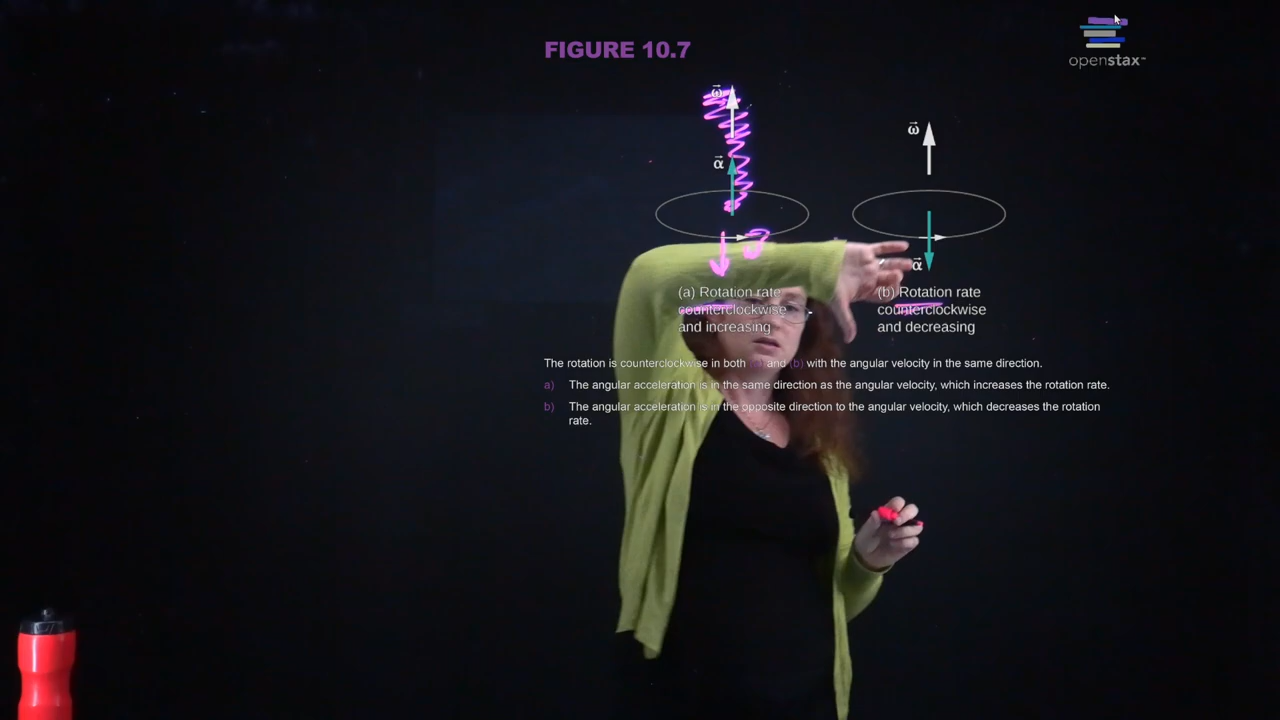 FIGURE 10.7
openstax™
ω
α
ω
α
(a) Rotation rate
counterclockwise
and increasing
(b) Rotation rate
counterclockwise
and decreasing
The rotation is counterclockwise in both (a) and (b) with the angular velocity in the same direction.
a) The angular acceleration is in the same direction as the angular velocity, which increases the rotation rate.
b) The angular acceleration is in the opposite direction to the angular velocity, which decreases the rotation
rate.